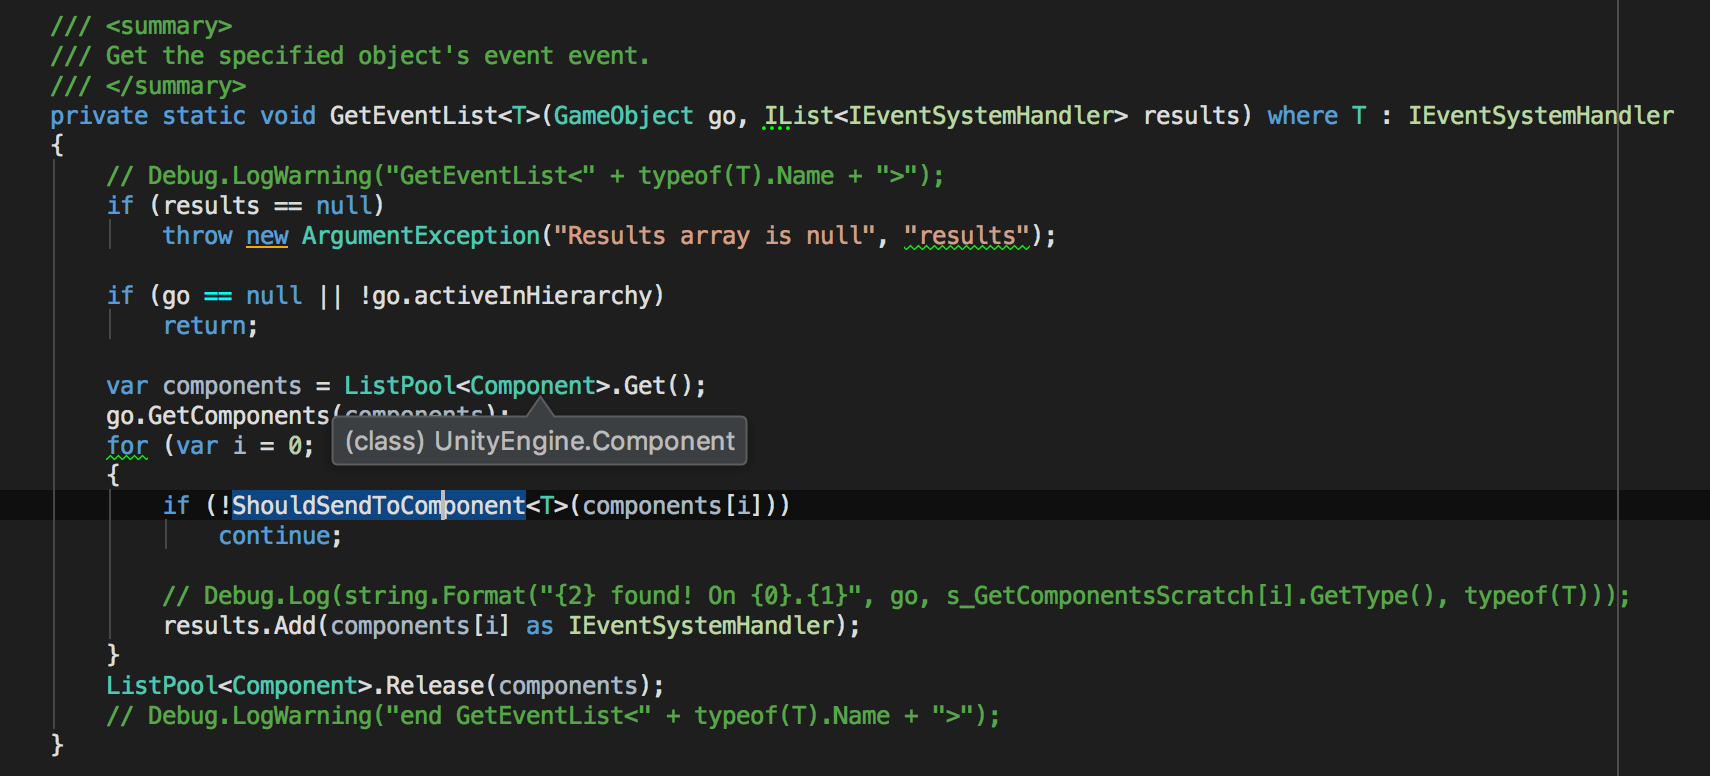 /// <summary>
/// Get the specified object's event event.
/// </summary>
private static void GetEventList<T>(GameObject go, IList<IEventSystemHandler> results) where T : IEventSystemHandler
{
// Debug.LogWarning("GetEventList<" + typeof(T).Name + ">");
if (results == null)
throw new ArgumentException("Results array is null", "results");
if (go == null || !go.activeInHierarchy)
return;
var components = ListPool<Component>.Get();
go.GetComponents(components);
(class) UnityEngine.Component
for (var i = 0;
{
if (!ShouldSendToComponent<T>(components[i]))
continue;
// Debug.Log(string.Format("{2} found! On {0}.{1}", go, s_GetComponentsScratch[i].GetType(), typeof(T)));
results.Add(components[i] as IEventSystemHandler);
}
ListPool<Component>.Release(components);
// Debug.LogWarning("end GetEventList<" + typeof(T).Name + ">");
}